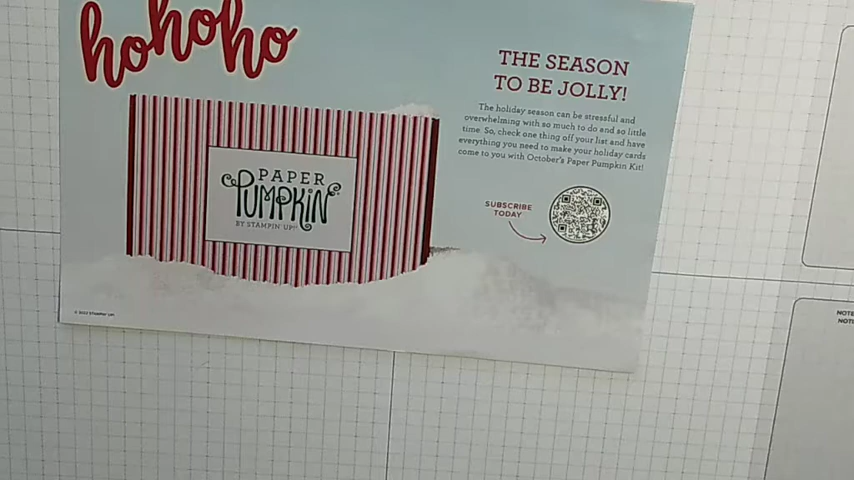 hohoho
THE SEASON
TO BE JOLLY!
The holiday season can be stressful and
overwhelming with so much to do and so little
time. So, check one thing off your list and have
everything you need to make your holiday cards
come to you with October's Paper Pumpkin Kit!
SUBSCRIBE
TODAY
PAPER
PUMPKIN
BY STAMPIN' UP!
NOTE